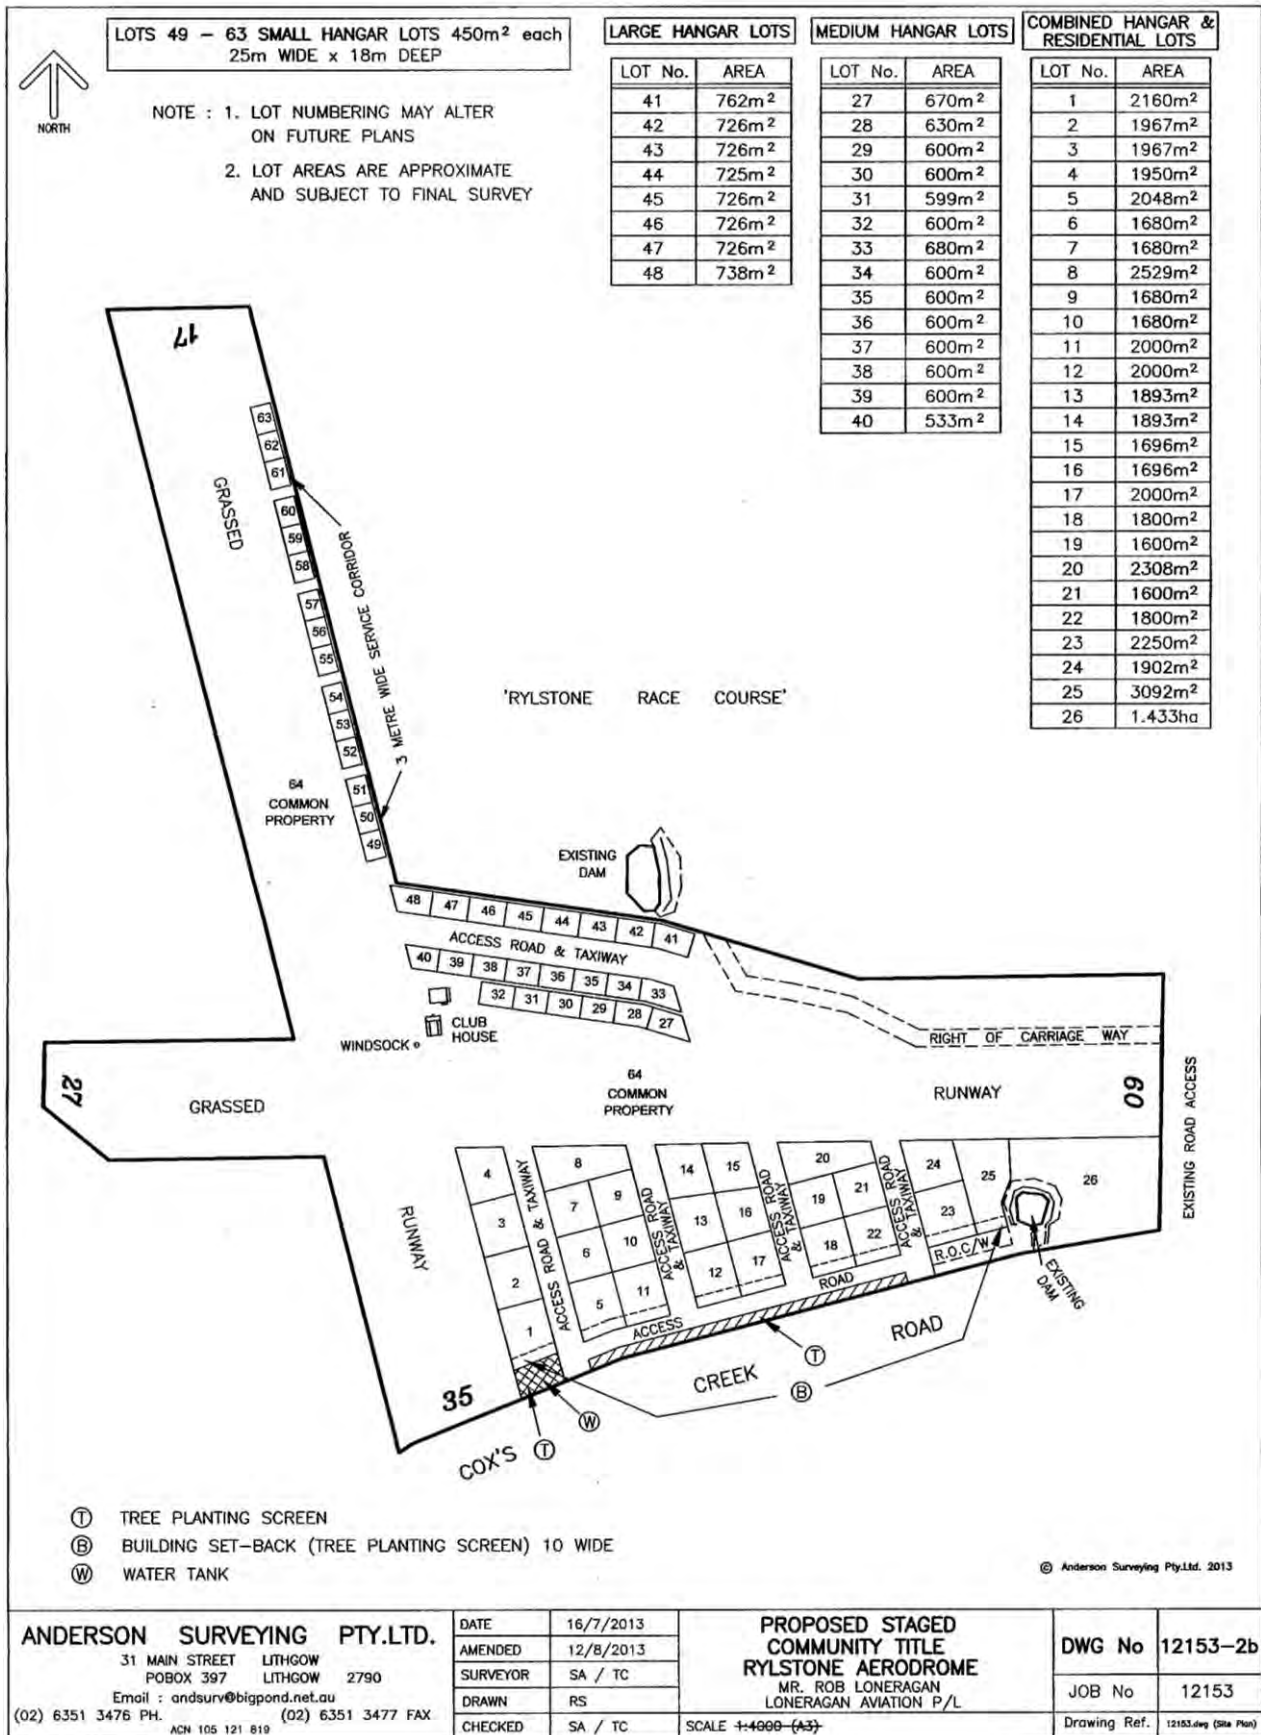 LOTS 49 – 63 SMALL HANGAR LOTS 450m² each
25m WIDE x 18m DEEP
NORTH
NOTE : 1. LOT NUMBERING MAY ALTER
ON FUTURE PLANS
2. LOT AREAS ARE APPROXIMATE
AND SUBJECT TO FINAL SURVEY
LARGE HANGAR LOTS
LOT No. AREA
41 762m²
42 726m²
43 726m²
44 725m²
45 726m²
46 726m²
47 726m²
48 738m²
MEDIUM HANGAR LOTS
LOT No. AREA
27 670m²
28 630m²
29 600m²
30 600m²
31 599m²
32 600m²
33 680m²
34 600m²
35 600m²
36 600m²
37 600m²
38 600m²
39 600m²
40 533m²
COMBINED HANGAR &
RESIDENTIAL LOTS
LOT No. AREA
1 2160m²
2 1967m²
3 1967m²
4 1950m²
5 2048m²
6 1680m²
7 1680m²
8 2529m²
9 1680m²
10 1680m²
11 2000m²
12 2000m²
13 1893m²
14 1893m²
15 1696m²
16 1696m²
17 2000m²
18 1800m²
19 1600m²
20 2308m²
21 1600m²
22 1800m²
23 2250m²
24 1902m²
25 3092m²
26 1.433ha
17
63
62
61
60
59
58
57
56
55
54
53
52
51
50
49
GRASSED
3 METRE WIDE SERVICE CORRIDOR
'RYLSTONE RACE COURSE'
64
COMMON
PROPERTY
EXISTING
DAM
48 47 46 45 44 43 42 41
ACCESS ROAD & TAXIWAY
40 39 38 37 36 35 34 33
32 31 30 29 28 27
CLUB
HOUSE
WINDSOCK
RIGHT OF CARRIAGE WAY
27
GRASSED
64
COMMON
PROPERTY
RUNWAY
09
EXISTING ROAD ACCESS
RUNWAY
4
3
2
1
ACCESS ROAD & TAXIWAY
8
7 9
6 10
5 11
ACCESS ROAD
& TAXIWAY
14 15
13 16
12 17
ACCESS ROAD
& TAXIWAY
20
19 21
18 22
ACCESS ROAD
& TAXIWAY
24
23
25
26
R.O.C/W
EXISTING
DAM
ACCESS ROAD
35
COX'S CREEK ROAD
T
B
W
T
T TREE PLANTING SCREEN
B BUILDING SET–BACK (TREE PLANTING SCREEN) 10 WIDE
W WATER TANK
© Anderson Surveying Pty.Ltd. 2013
ANDERSON SURVEYING PTY.LTD.
31 MAIN STREET LITHGOW
POBOX 397 LITHGOW 2790
Email : andsurv@bigpond.net.au
(02) 6351 3476 PH. (02) 6351 3477 FAX
ACN 105 121 819
DATE 16/7/2013
AMENDED 12/8/2013
SURVEYOR SA / TC
DRAWN RS
CHECKED SA / TC
PROPOSED STAGED
COMMUNITY TITLE
RYLSTONE AERODROME
MR. ROB LONERAGAN
LONERAGAN AVIATION P/L
SCALE 1:4000 (A3)
DWG No 12153–2b
JOB No 12153
Drawing Ref. 12153.dwg (Site Plan)